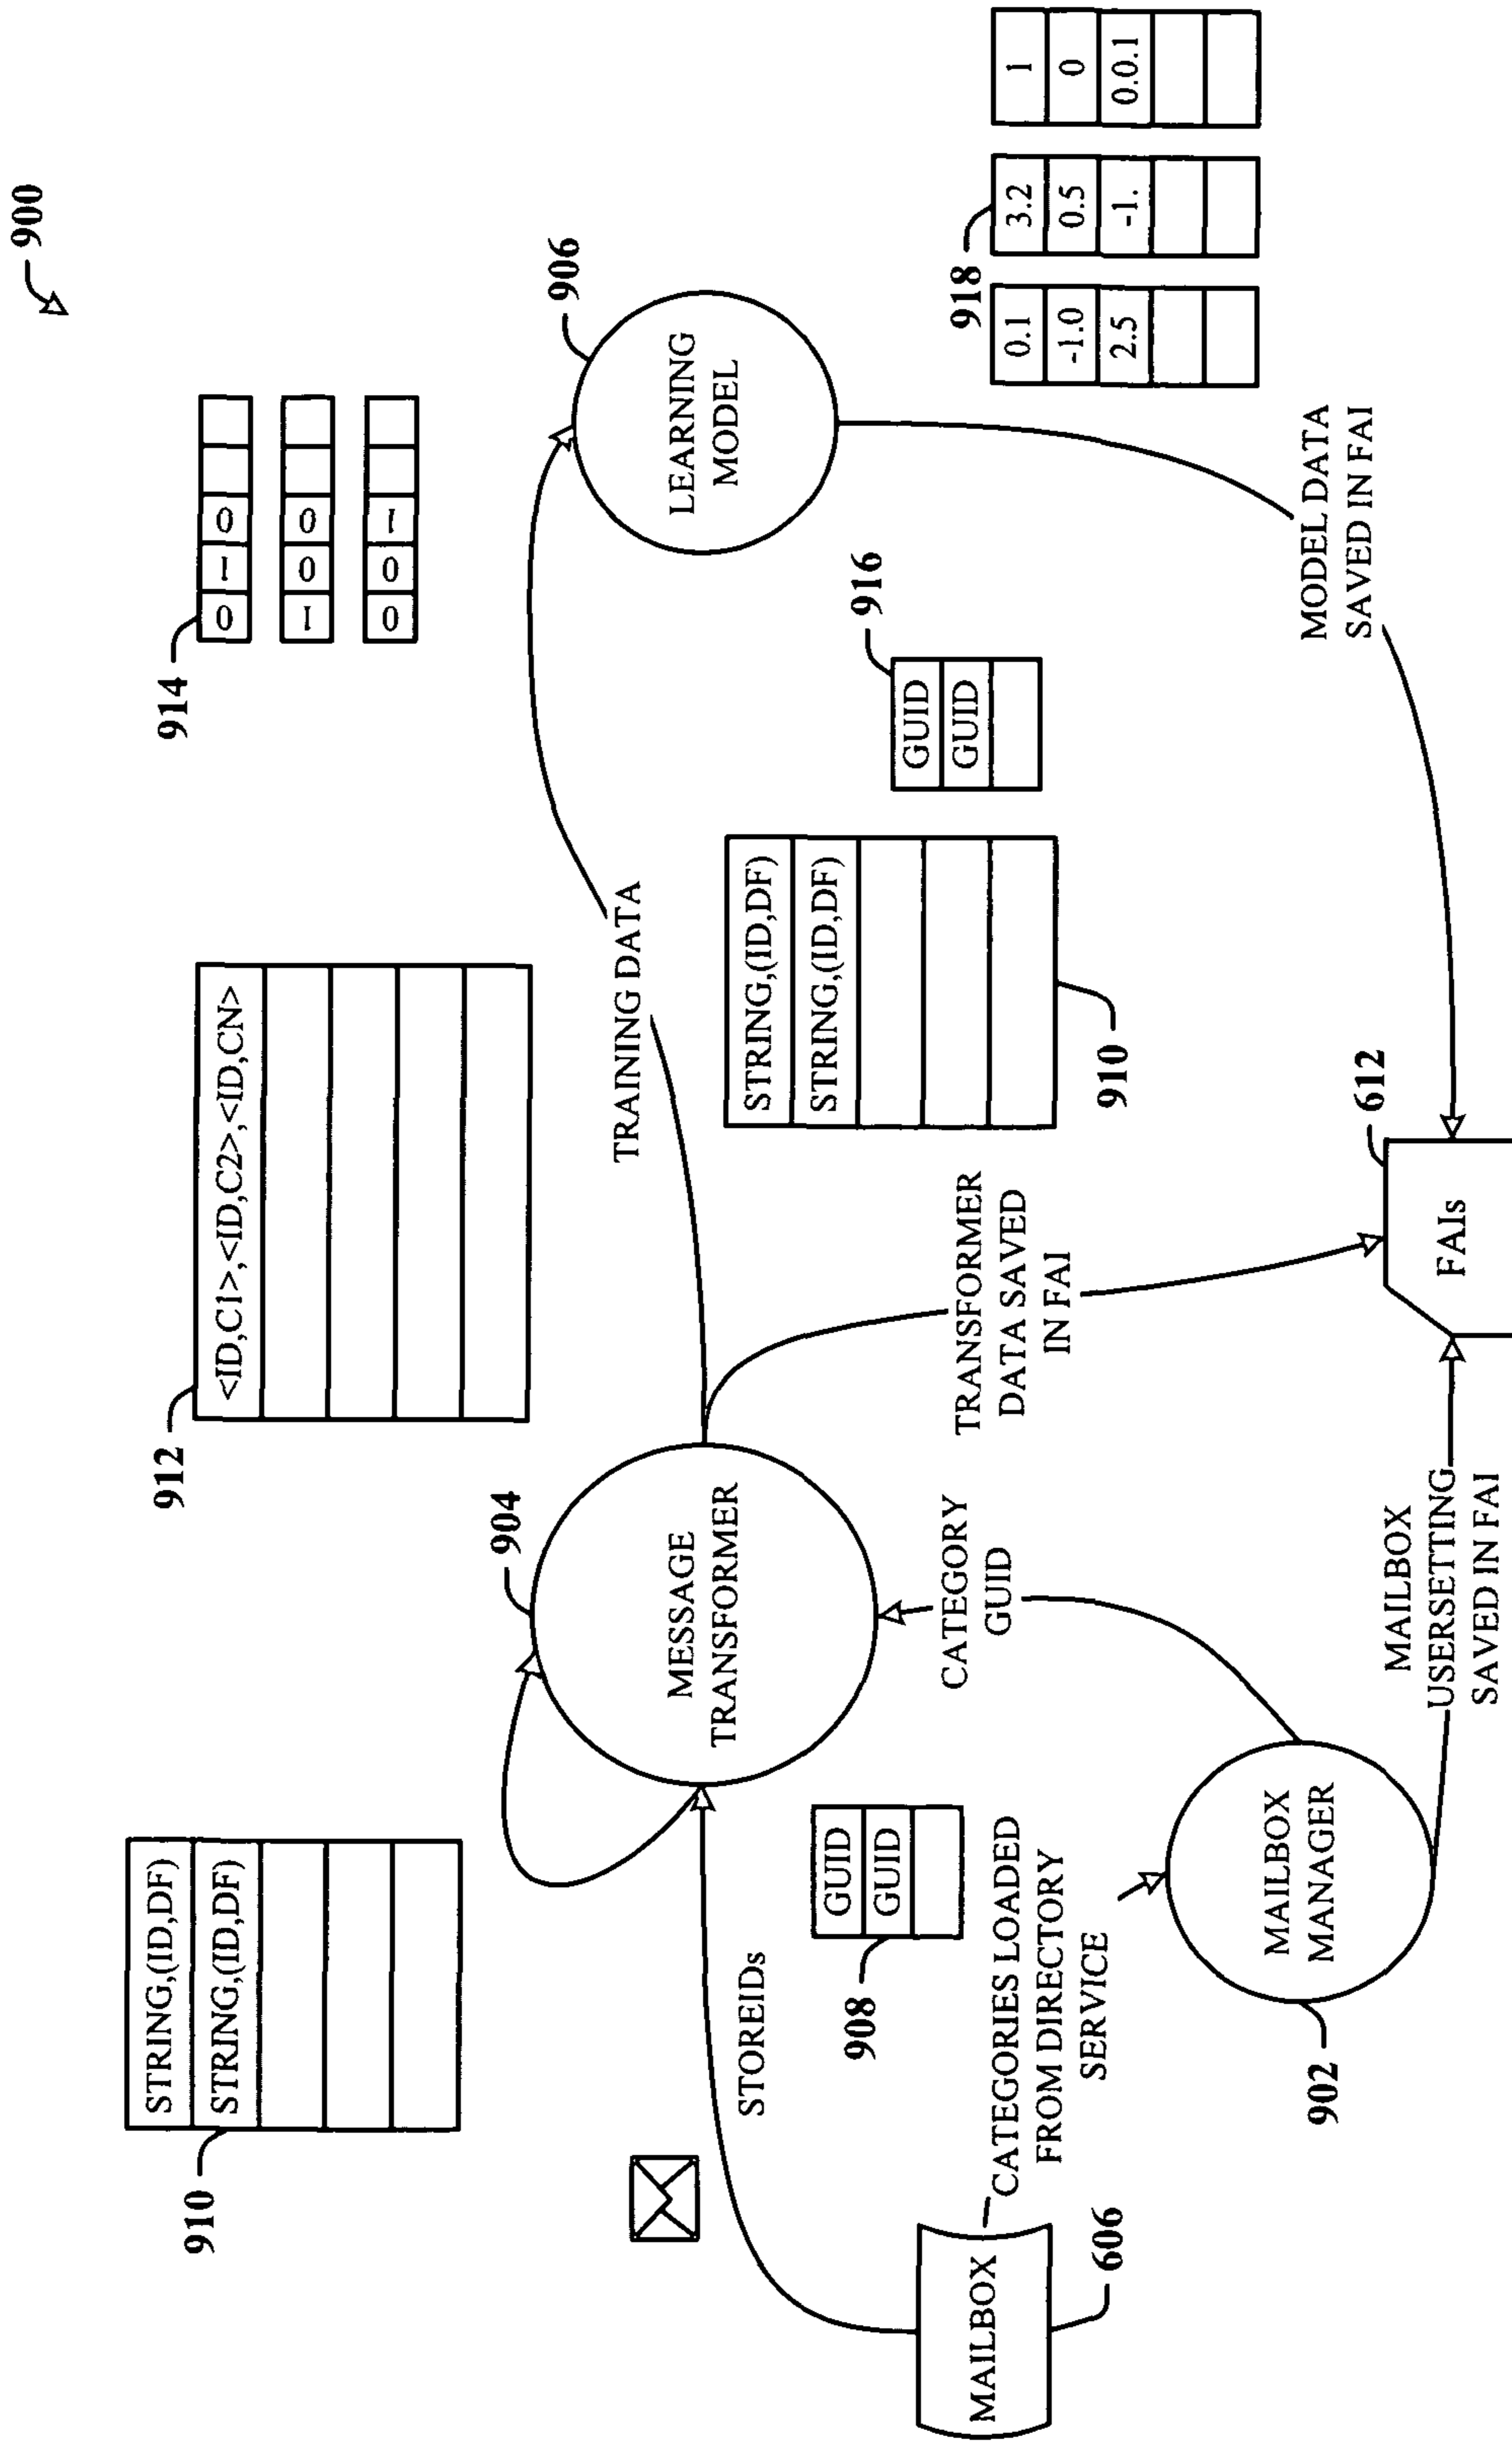 900
910
STRING,(ID,DF)
STRING,(ID,DF)
912
<ID,C1>,<ID,C2>,<ID,CN>
914
0 1 0
1 0 0
0 0 1
904
MESSAGE
TRANSFORMER
TRAINING DATA
906
LEARNING
MODEL
STOREIDs
908
GUID
GUID
CATEGORY
GUID
TRANSFORMER
DATA SAVED
IN FAI
STRING,(ID,DF)
STRING,(ID,DF)
910
916
GUID
GUID
918
0.1
-1.0
2.5
3.2
0.5
-1.
1
0
0.0.1
MAILBOX
606
CATEGORIES LOADED
FROM DIRECTORY
SERVICE
902
MAILBOX
MANAGER
MAILBOX
USERSETTING
SAVED IN FAI
612
FAIs
MODEL DATA
SAVED IN FAI